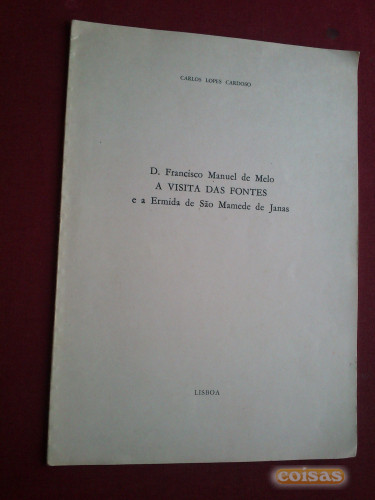 CARLOS LOPES CARDOSO
D. Francisco Manuel de Melo
A VISITA DAS FONTES
e a Ermida de São Mamede de Janas
LISBOA
coisas